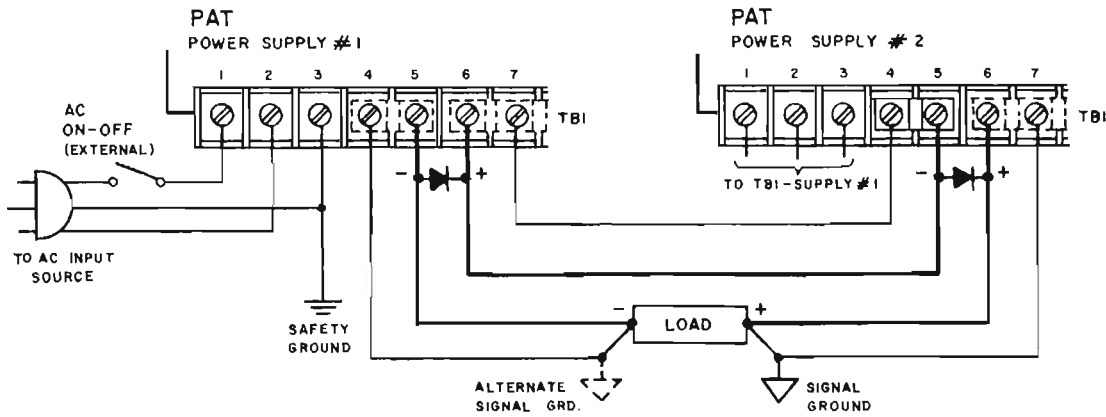 PAT
POWER SUPPLY #1
1 2 3 4 5 6 7
TB1
AC
ON-OFF
(EXTERNAL)
TO AC INPUT
SOURCE
SAFETY
GROUND
- +
PAT
POWER SUPPLY #2
1 2 3 4 5 6 7
TB1
TO TB1-SUPPLY #1
- +
- LOAD +
ALTERNATE
SIGNAL GRD.
SIGNAL
GROUND